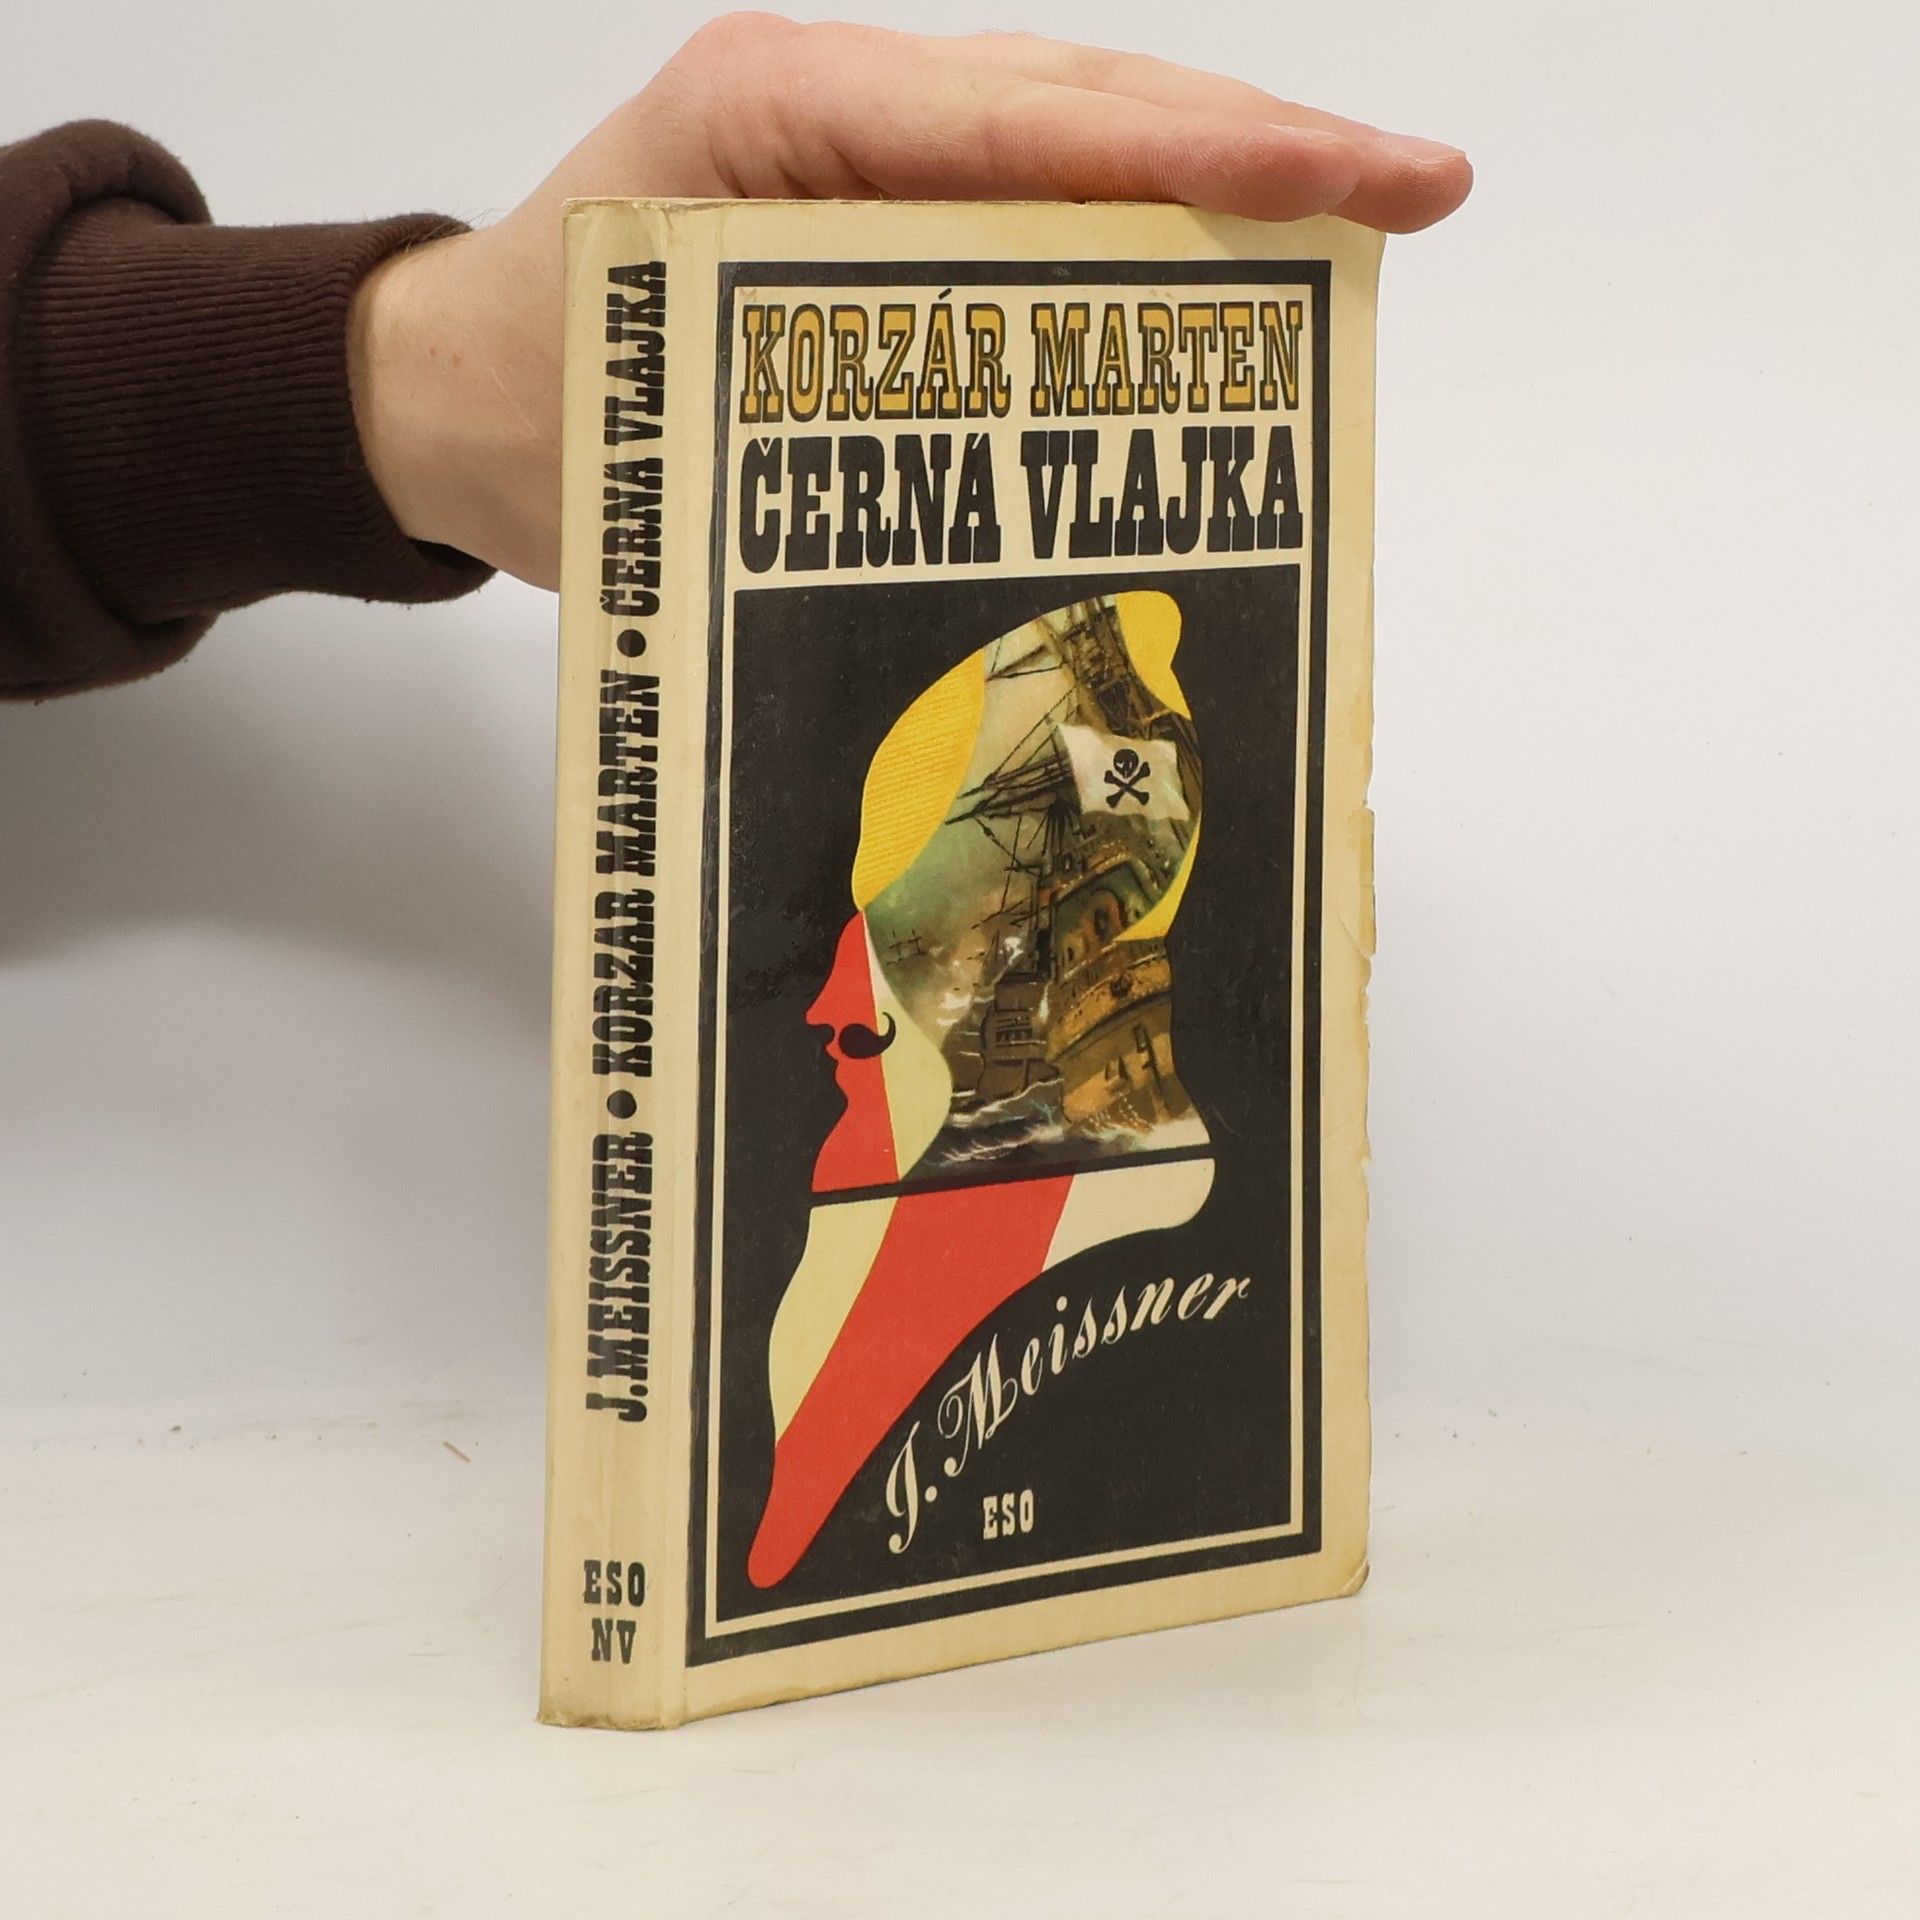 J. MEISSNER • KORZÁR MARTEN • ČERNÁ VLAJKA
ESO
NV
KORZÁR MARTEN
ČERNÁ VLAJKA
J. Meissner
ESO